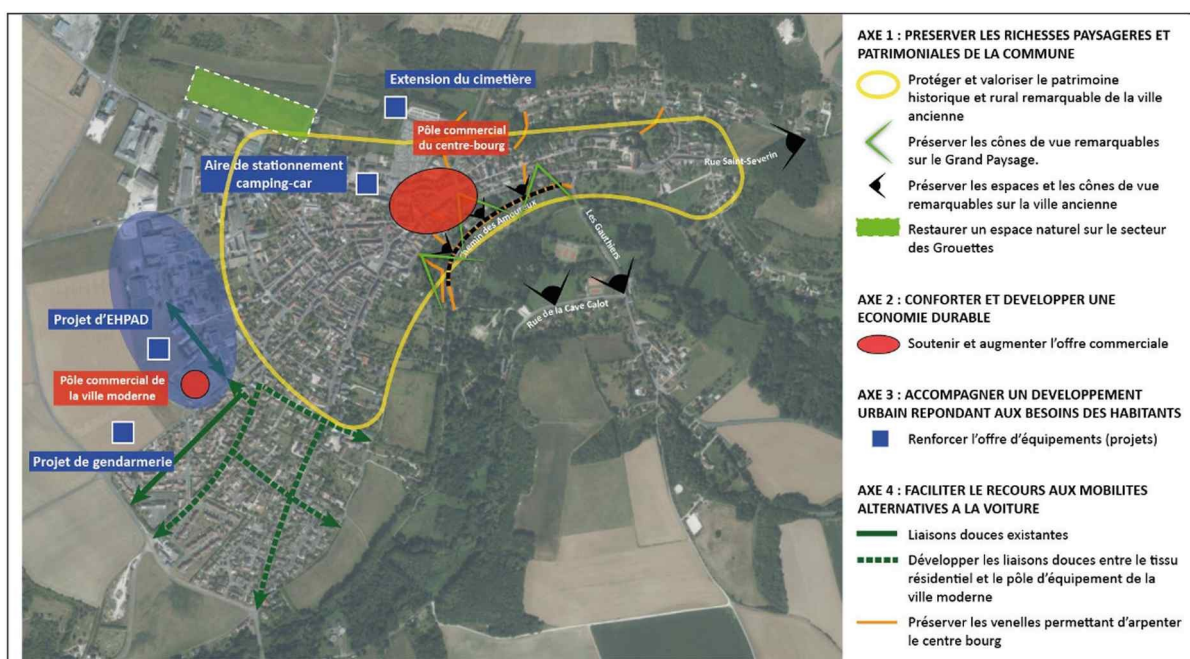 Extension du cimetière
Pôle commercial
du centre-bourg
Aire de stationnement
camping-car
Rue Saint-Severin
Chemin des Amoureux
Les Gauthiers
Rue de la Cave Calot
Projet d'EHPAD
Pôle commercial de
la ville moderne
Projet de gendarmerie
AXE 1 : PRESERVER LES RICHESSES PAYSAGERES ET
PATRIMONIALES DE LA COMMUNE
Protéger et valoriser le patrimoine
historique et rural remarquable de la ville
ancienne
Préserver les cônes de vue remarquables
sur le Grand Paysage.
Préserver les espaces et les cônes de vue
remarquables sur la ville ancienne
Restaurer un espace naturel sur le secteur
des Grouettes
AXE 2 : CONFORTER ET DEVELOPPER UNE
ECONOMIE DURABLE
Soutenir et augmenter l'offre commerciale
AXE 3 : ACCOMPAGNER UN DEVELOPPEMENT
URBAIN REPONDANT AUX BESOINS DES HABITANTS
Renforcer l'offre d'équipements (projets)
AXE 4 : FACILITER LE RECOURS AUX MOBILITES
ALTERNATIVES A LA VOITURE
Liaisons douces existantes
Développer les liaisons douces entre le tissu
résidentiel et le pôle d'équipement de la
ville moderne
Préserver les venelles permettant d'arpenter
le centre bourg